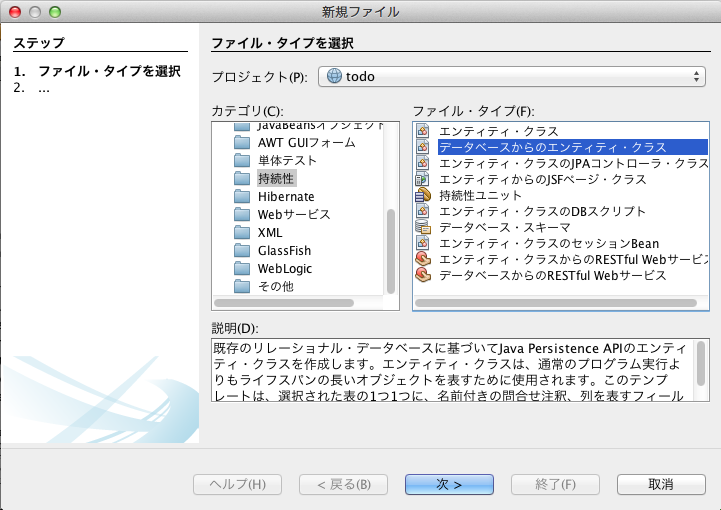 新規ファイル
ステップ
1. ファイル・タイプを選択
2. ...
ファイル・タイプを選択
プロジェクト(P): todo
カテゴリ(C):
JavaBeansオブジェクト
AWT GUIフォーム
単体テスト
持続性
Hibernate
Webサービス
XML
GlassFish
WebLogic
その他
ファイル・タイプ(F):
エンティティ・クラス
データベースからのエンティティ・クラス
エンティティ・クラスのJPAコントローラ・クラス
エンティティからのJSFページ・クラス
持続性ユニット
エンティティ・クラスのDBスクリプト
データベース・スキーマ
エンティティ・クラスのセッションBean
エンティティ・クラスからのRESTful Webサービス
データベースからのRESTful Webサービス
説明(D):
既存のリレーショナル・データベースに基づいてJava Persistence APIのエンティ
ティ・クラスを作成します。エンティティ・クラスは、通常のプログラム実行よ
りもライフスパンの長いオブジェクトを表すために使用されます。このテンプ
レートは、選択された表の1つ1つに、名前付きの問合せ注釈、列を表すフィール
ヘルプ(H)
< 戻る(B)
次 >
終了(F)
取消